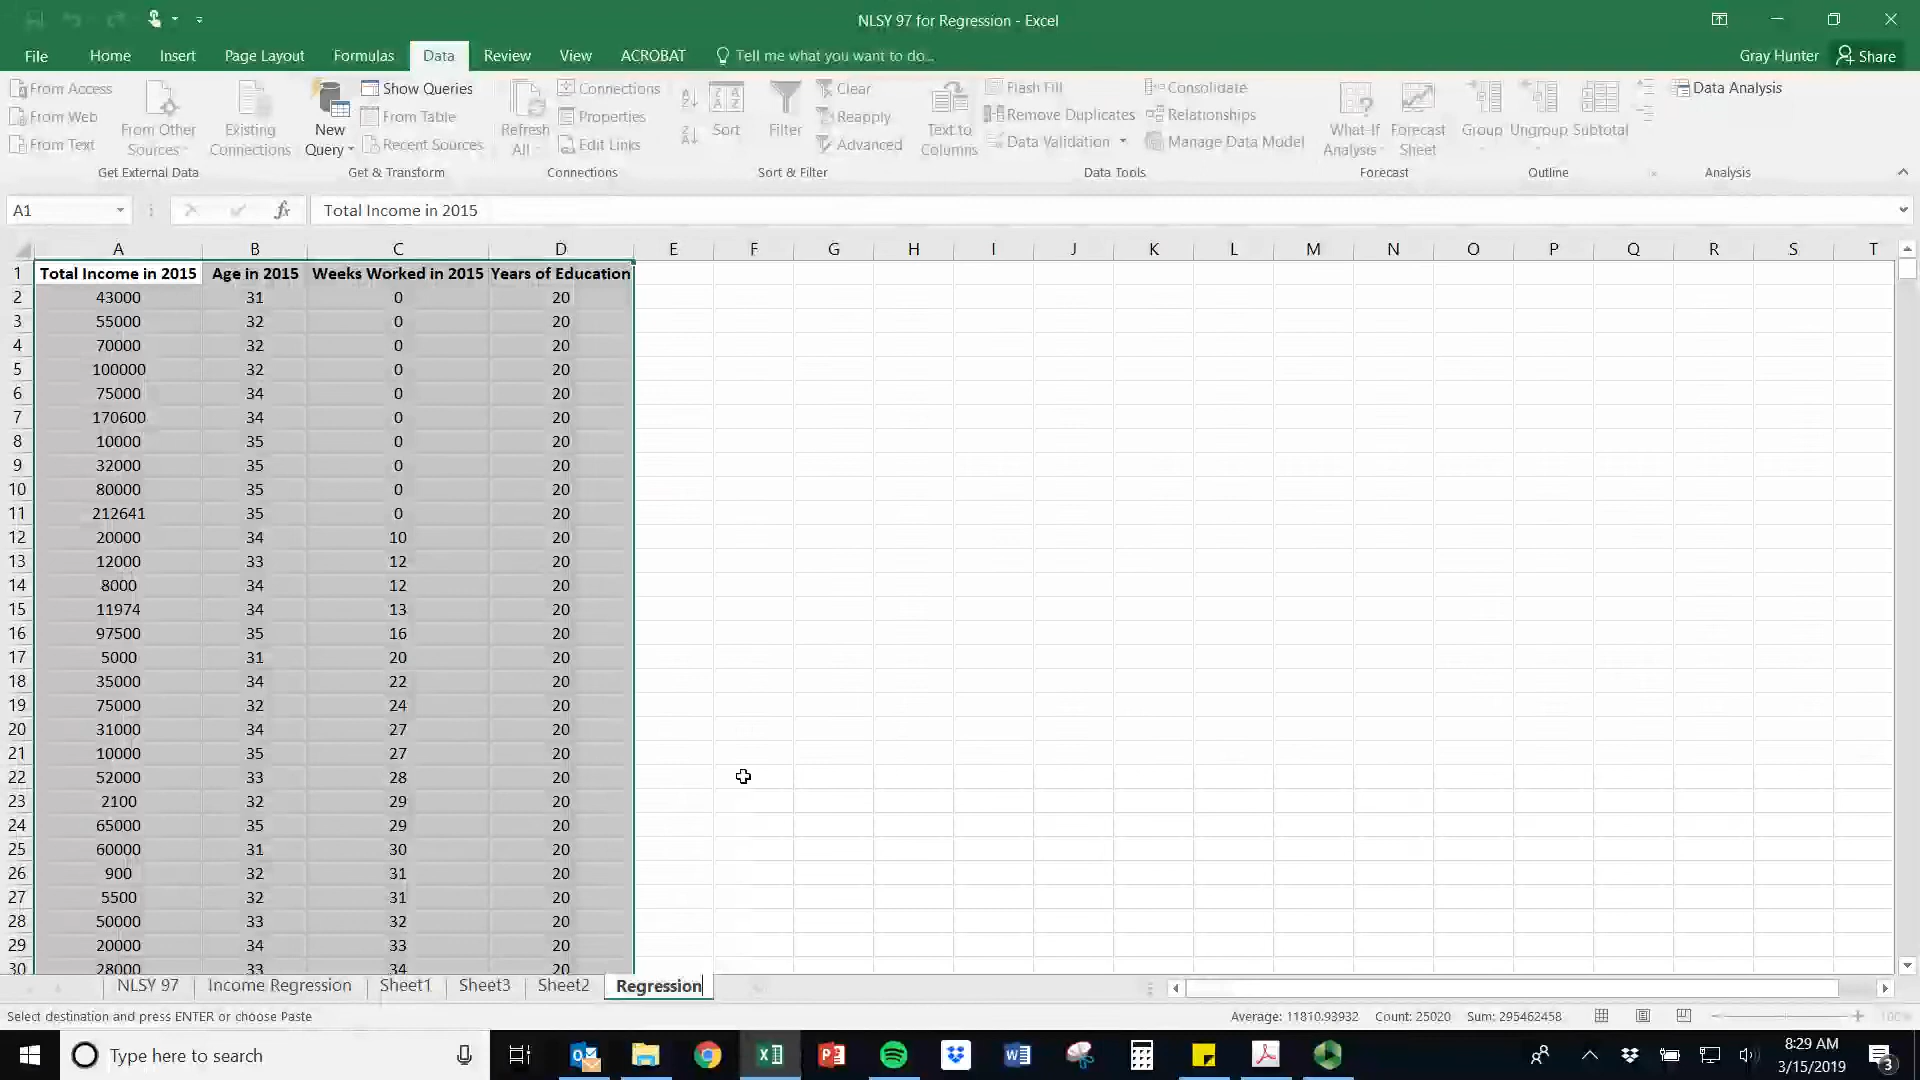 NLSY 97 for Regression - Excel
File Home Insert Page Layout Formulas Data Review View ACROBAT Tell me what you want to do... Gray Hunter Share
From Access
From Web
From Text
From Other Sources
Existing Connections
Get External Data
New Query
Show Queries
From Table
Recent Sources
Get & Transform
Refresh All
Connections
Properties
Edit Links
Connections
Sort
Filter
Clear
Reapply
Advanced
Sort & Filter
Text to Columns
Flash Fill
Remove Duplicates
Data Validation
Consolidate
Relationships
Manage Data Model
Data Tools
What-If Analysis
Forecast Sheet
Forecast
Group
Ungroup
Subtotal
Outline
Data Analysis
Analysis
A1 fx Total Income in 2015
A B C D E F G H I J K L M N O P Q R S T
1 Total Income in 2015 Age in 2015 Weeks Worked in 2015 Years of Education
2 43000 31 0 20
3 55000 32 0 20
4 70000 32 0 20
5 100000 32 0 20
6 75000 34 0 20
7 170600 34 0 20
8 10000 35 0 20
9 32000 35 0 20
10 80000 35 0 20
11 212641 35 0 20
12 20000 34 10 20
13 12000 33 12 20
14 8000 34 12 20
15 11974 34 13 20
16 97500 35 16 20
17 5000 31 20 20
18 35000 34 22 20
19 75000 32 24 20
20 31000 34 27 20
21 10000 35 27 20
22 52000 33 28 20
23 2100 32 29 20
24 65000 35 29 20
25 60000 31 30 20
26 900 32 31 20
27 5500 32 31 20
28 50000 33 32 20
29 20000 34 33 20
30 28000 33 34 20
NLSY 97 Income Regression Sheet1 Sheet3 Sheet2 Regression
Select destination and press ENTER or choose Paste Average: 11810.93932 Count: 25020 Sum: 295462458 100%
Type here to search
8:29 AM
3/15/2019
3